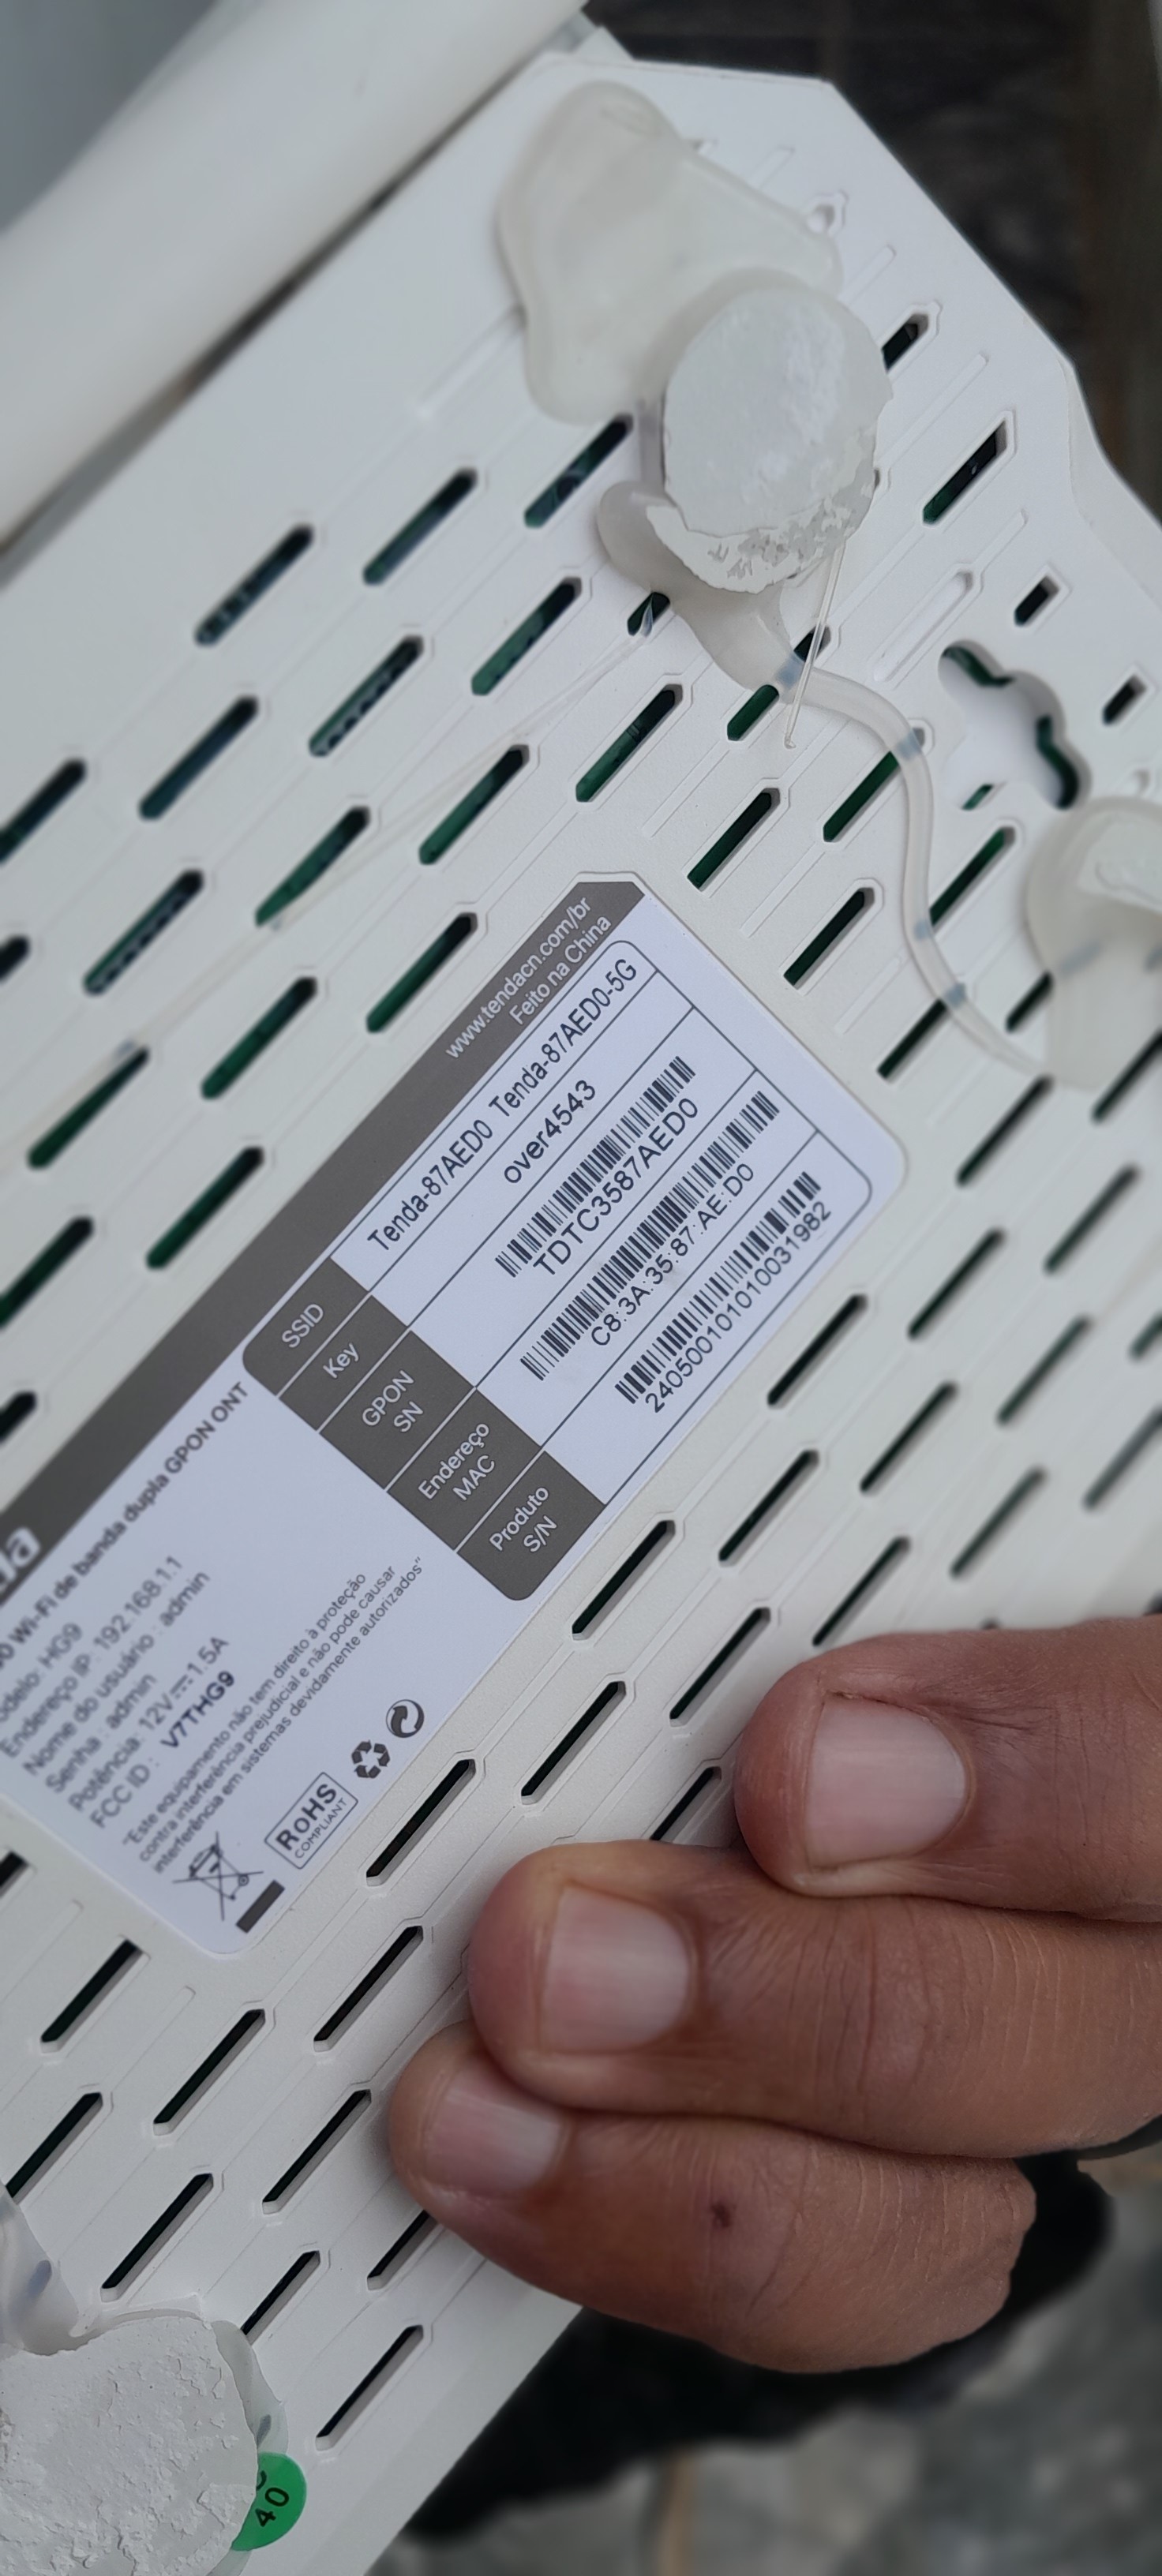 www.tendacn.com/br
Feito na China
SSID Tenda-87AED0 Tenda-87AED0-5G
Key over4543
GPON SN TDTC3587AED0
Endereço MAC C8:3A:35:87:AE:D0
Produto S/N 24050010101010031982
Wi-Fi de banda dupla GPON ONT
HG9
Endereço IP: 192.168.1.1
Nome do usuário : admin
Senha : admin
Potência: 12V⎓1.5A
FCC ID : V7THG9
"Este equipamento não tem direito à proteção
contra interferência prejudicial e não pode causar
interferência em sistemas devidamente autorizados"
RoHS
COMPLIANT
40